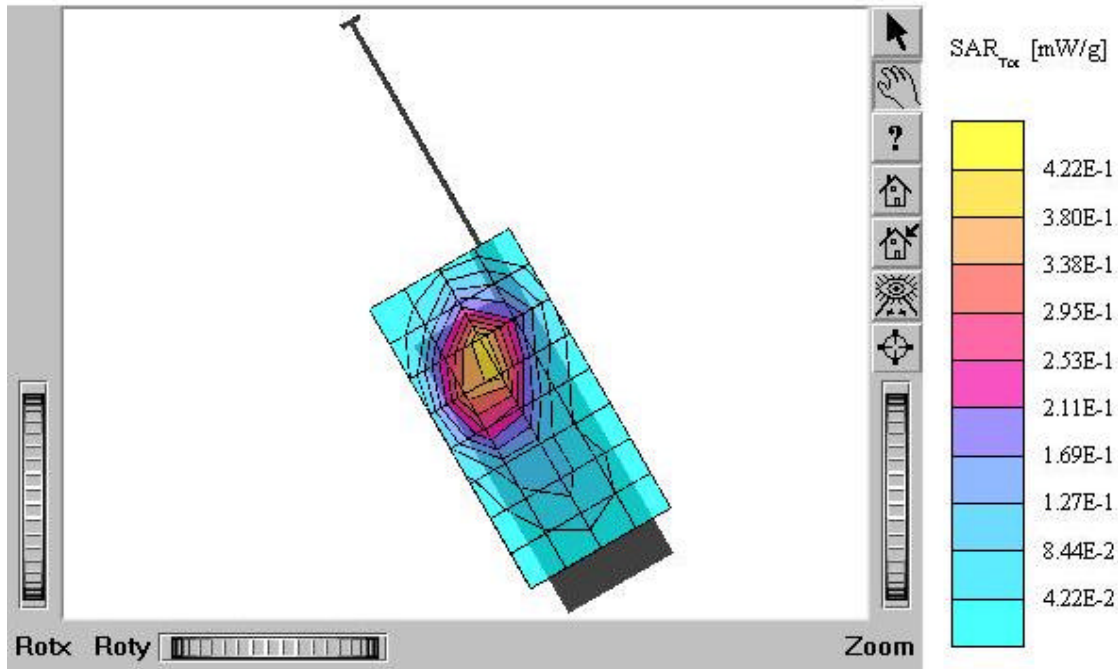 SAR_Tot [mW/g]
?
4.22E-1
3.80E-1
3.38E-1
2.95E-1
2.53E-1
2.11E-1
1.69E-1
1.27E-1
8.44E-2
4.22E-2
Rotx Roty Zoom